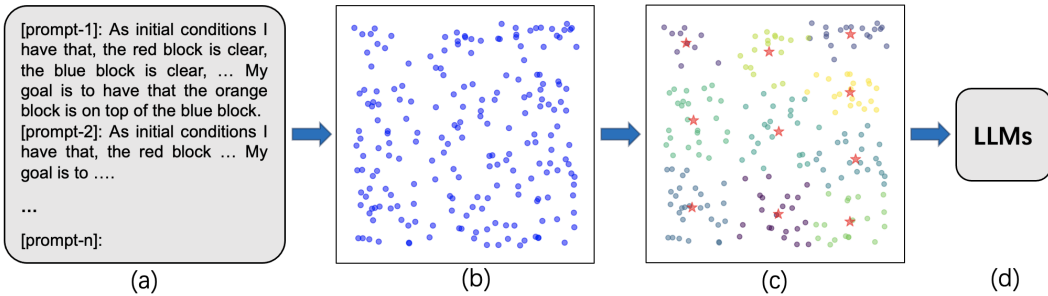 [prompt-1]: As initial conditions I
have that, the red block is clear,
the blue block is clear, … My
goal is to have that the orange
block is on top of the blue block.
[prompt-2]: As initial conditions I
have that, the red block … My
goal is to ….
…
[prompt-n]:
LLMs
(a)
(b)
(c)
(d)